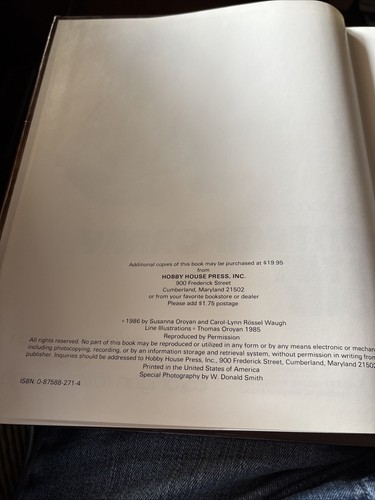 Additional copies of this book may be purchased at $19.95
from
HOBBY HOUSE PRESS, INC.
900 Frederick Street
Cumberland, Maryland 21502
or from your favorite bookstore or dealer
Please add $1.75 postage
© 1986 by Susanna Oroyan and Carol-Lynn Rössel Waugh
Line Illustrations © Thomas Oroyan 1985
Reproduced by Permission
All rights reserved. No part of this book may be reproduced or utilized in any form or by any means electronic or
including photocopying, recording, or by an information storage and retrieval system, without permission in writing from
publisher. Inquiries should be addressed to Hobby House Press, Inc., 900 Frederick Street, Cumberland, Maryland 21502
Printed in the United States of America
Special Photography by W. Donald Smith
ISBN: 0-87588-271-4